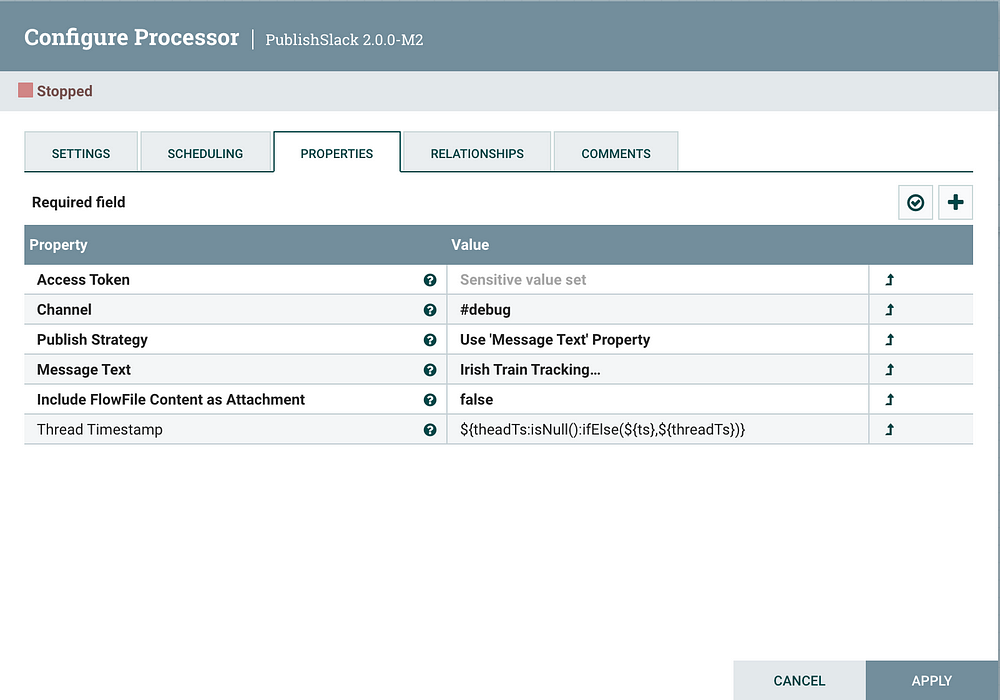 Configure Processor | PublishSlack 2.0.0-M2
Stopped
SETTINGS SCHEDULING PROPERTIES RELATIONSHIPS COMMENTS
Required field
Property Value
Access Token Sensitive value set
Channel #debug
Publish Strategy Use 'Message Text' Property
Message Text Irish Train Tracking...
Include FlowFile Content as Attachment false
Thread Timestamp ${theadTs:isNull():ifElse(${ts},${threadTs})}
CANCEL APPLY